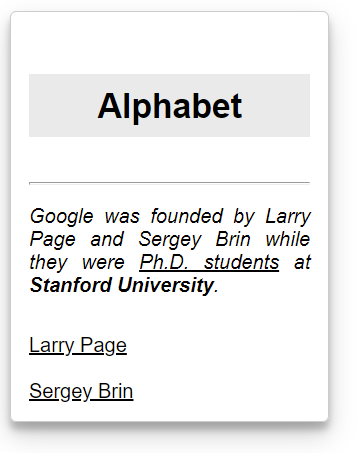 Alphabet
Google was founded by Larry
Page and Sergey Brin while
they were Ph.D. students at
Stanford University.
Larry Page
Sergey Brin